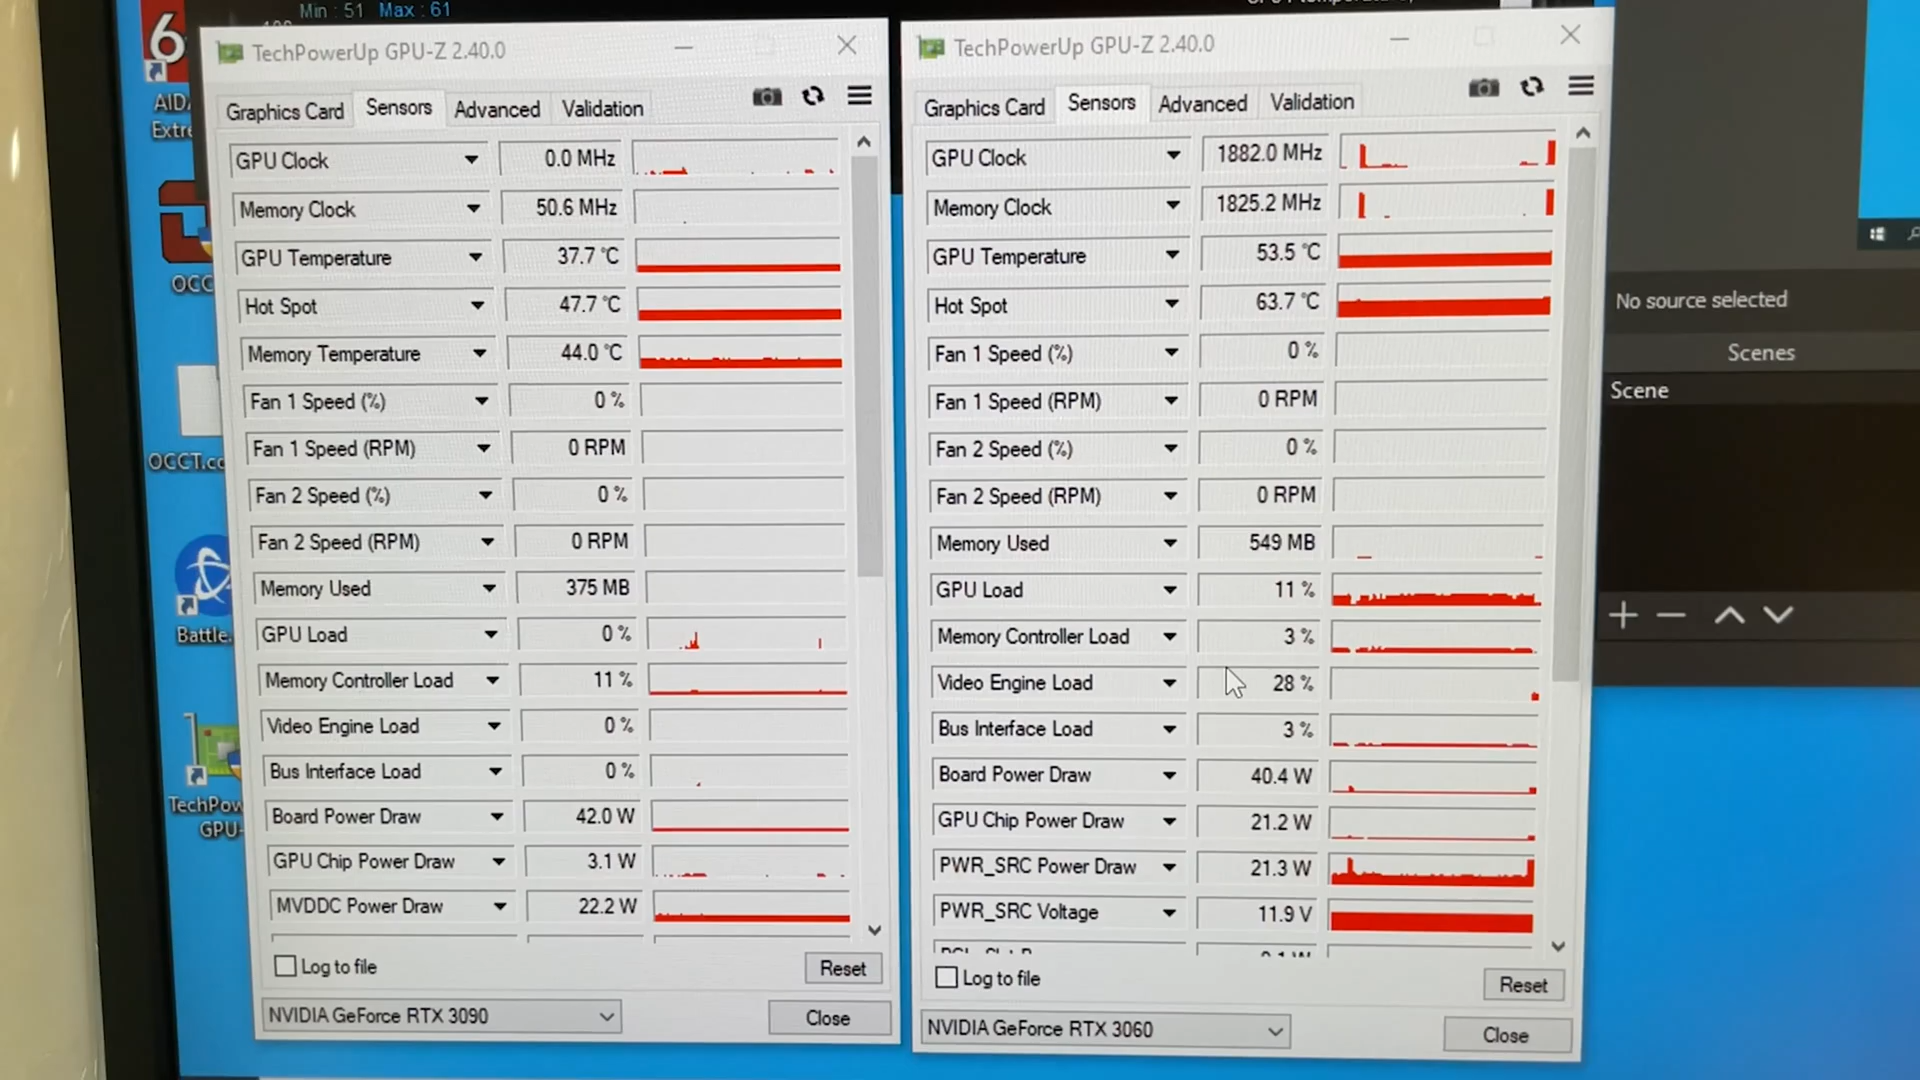 Min : 51 Max : 61
TechPowerUp GPU-Z 2.40.0
Graphics Card Sensors Advanced Validation
GPU Clock 0.0 MHz
Memory Clock 50.6 MHz
GPU Temperature 37.7 °C
Hot Spot 47.7 °C
Memory Temperature 44.0 °C
Fan 1 Speed (%) 0 %
Fan 1 Speed (RPM) 0 RPM
Fan 2 Speed (%) 0 %
Fan 2 Speed (RPM) 0 RPM
Memory Used 375 MB
GPU Load 0 %
Memory Controller Load 11 %
Video Engine Load 0 %
Bus Interface Load 0 %
Board Power Draw 42.0 W
GPU Chip Power Draw 3.1 W
MVDDC Power Draw 22.2 W
Log to file
Reset
NVIDIA GeForce RTX 3090
Close
TechPowerUp GPU-Z 2.40.0
Graphics Card Sensors Advanced Validation
GPU Clock 1882.0 MHz
Memory Clock 1825.2 MHz
GPU Temperature 53.5 °C
Hot Spot 63.7 °C
Fan 1 Speed (%) 0 %
Fan 1 Speed (RPM) 0 RPM
Fan 2 Speed (%) 0 %
Fan 2 Speed (RPM) 0 RPM
Memory Used 549 MB
GPU Load 11 %
Memory Controller Load 3 %
Video Engine Load 28 %
Bus Interface Load 3 %
Board Power Draw 40.4 W
GPU Chip Power Draw 21.2 W
PWR_SRC Power Draw 21.3 W
PWR_SRC Voltage 11.9 V
Log to file
Reset
NVIDIA GeForce RTX 3060
Close
6
AIDA
Extre
OCC
OCCT.cc
Battle.
TechPow
GPU-
No source selected
Scenes
Scene